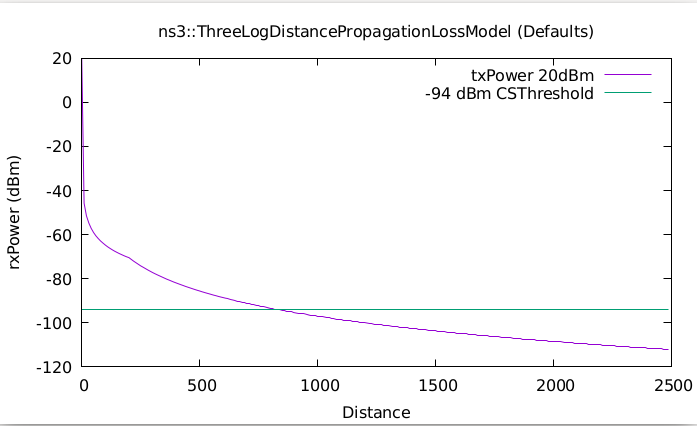 ns3::ThreeLogDistancePropagationLossModel (Defaults)
txPower 20dBm
-94 dBm CSThreshold
20
0
-20
-40
-60
-80
-100
-120
rxPower (dBm)
0 500 1000 1500 2000 2500
Distance